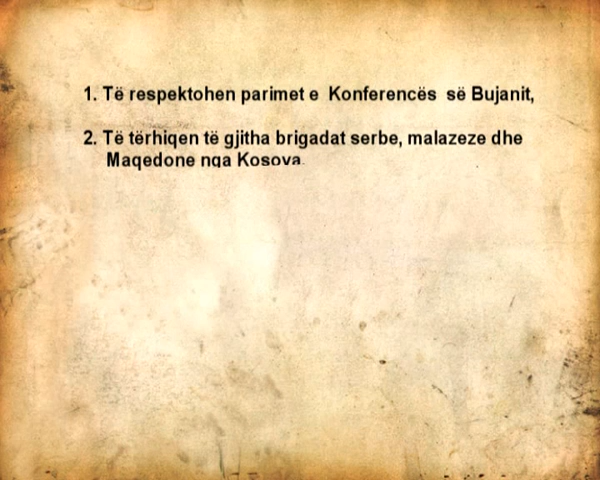 1. Të respektohen parimet e Konferencës së Bujanit,
2. Të tërhiqen të gjitha brigadat serbe, malazeze dhe
Maqedone nga Kosova.